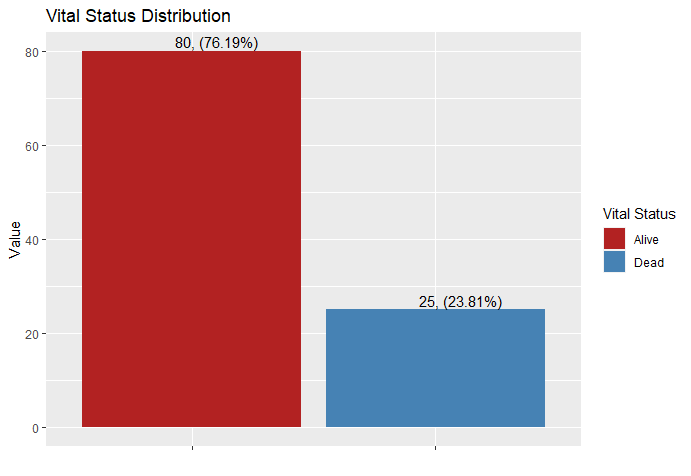 Vital Status Distribution
80, (76.19%)
80
60
40
20
0
Value
25, (23.81%)
Vital Status
Alive
Dead